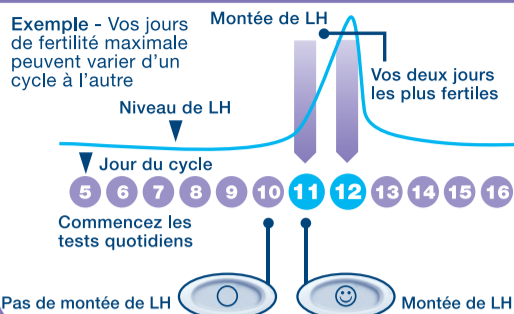 Exemple - Vos jours
de fertilité maximale
peuvent varier d'un
cycle à l'autre
Montée de LH
Vos deux jours
les plus fertiles
Niveau de LH
Jour du cycle
5 6 7 8 9 10 11 12 13 14 15 16
Commencez les
tests quotidiens
Pas de montée de LH
Montée de LH